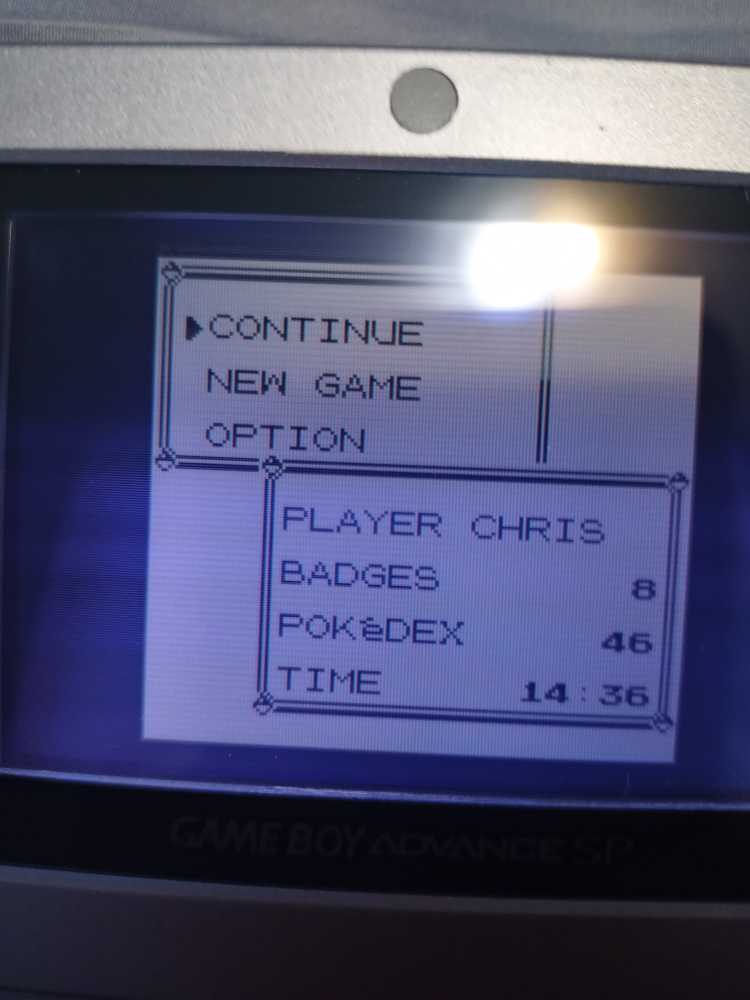 CONTINUE
NEW GAME
OPTION
PLAYER CHRIS
BADGES 8
POKéDEX 46
TIME 14:36
GAME BOY ADVANCE SP